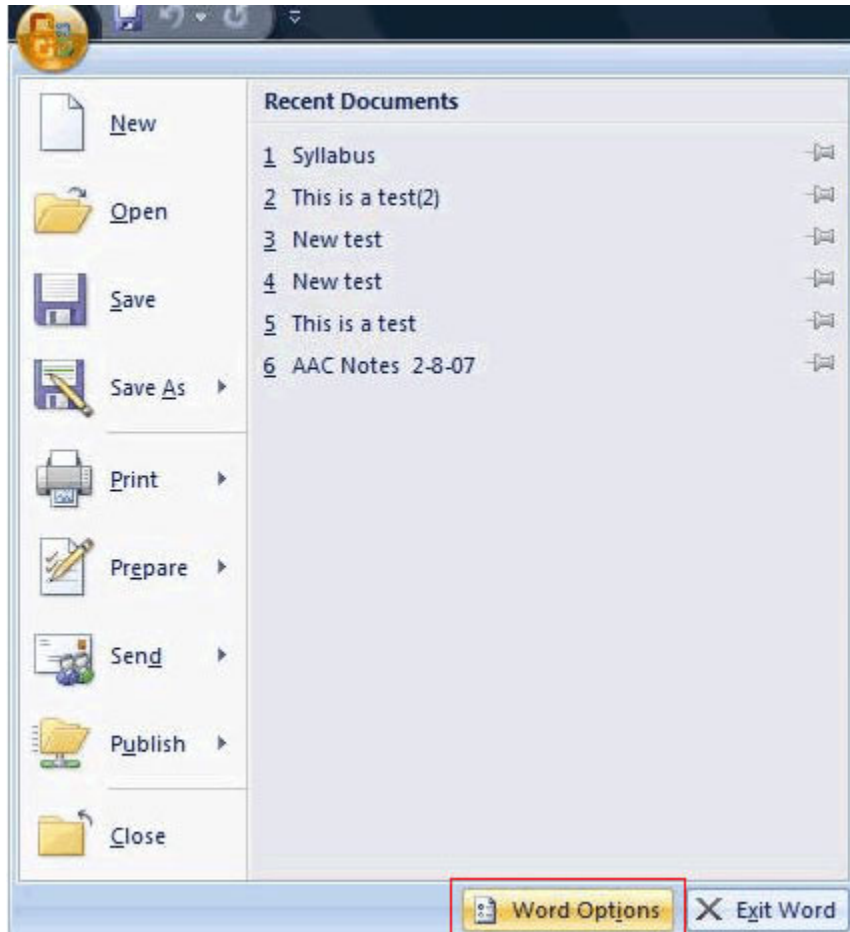 New
Open
Save
Save As
Print
Prepare
Send
Publish
Close
Recent Documents
1 Syllabus
2 This is a test(2)
3 New test
4 New test
5 This is a test
6 AAC Notes 2-8-07
Word Options
Exit Word